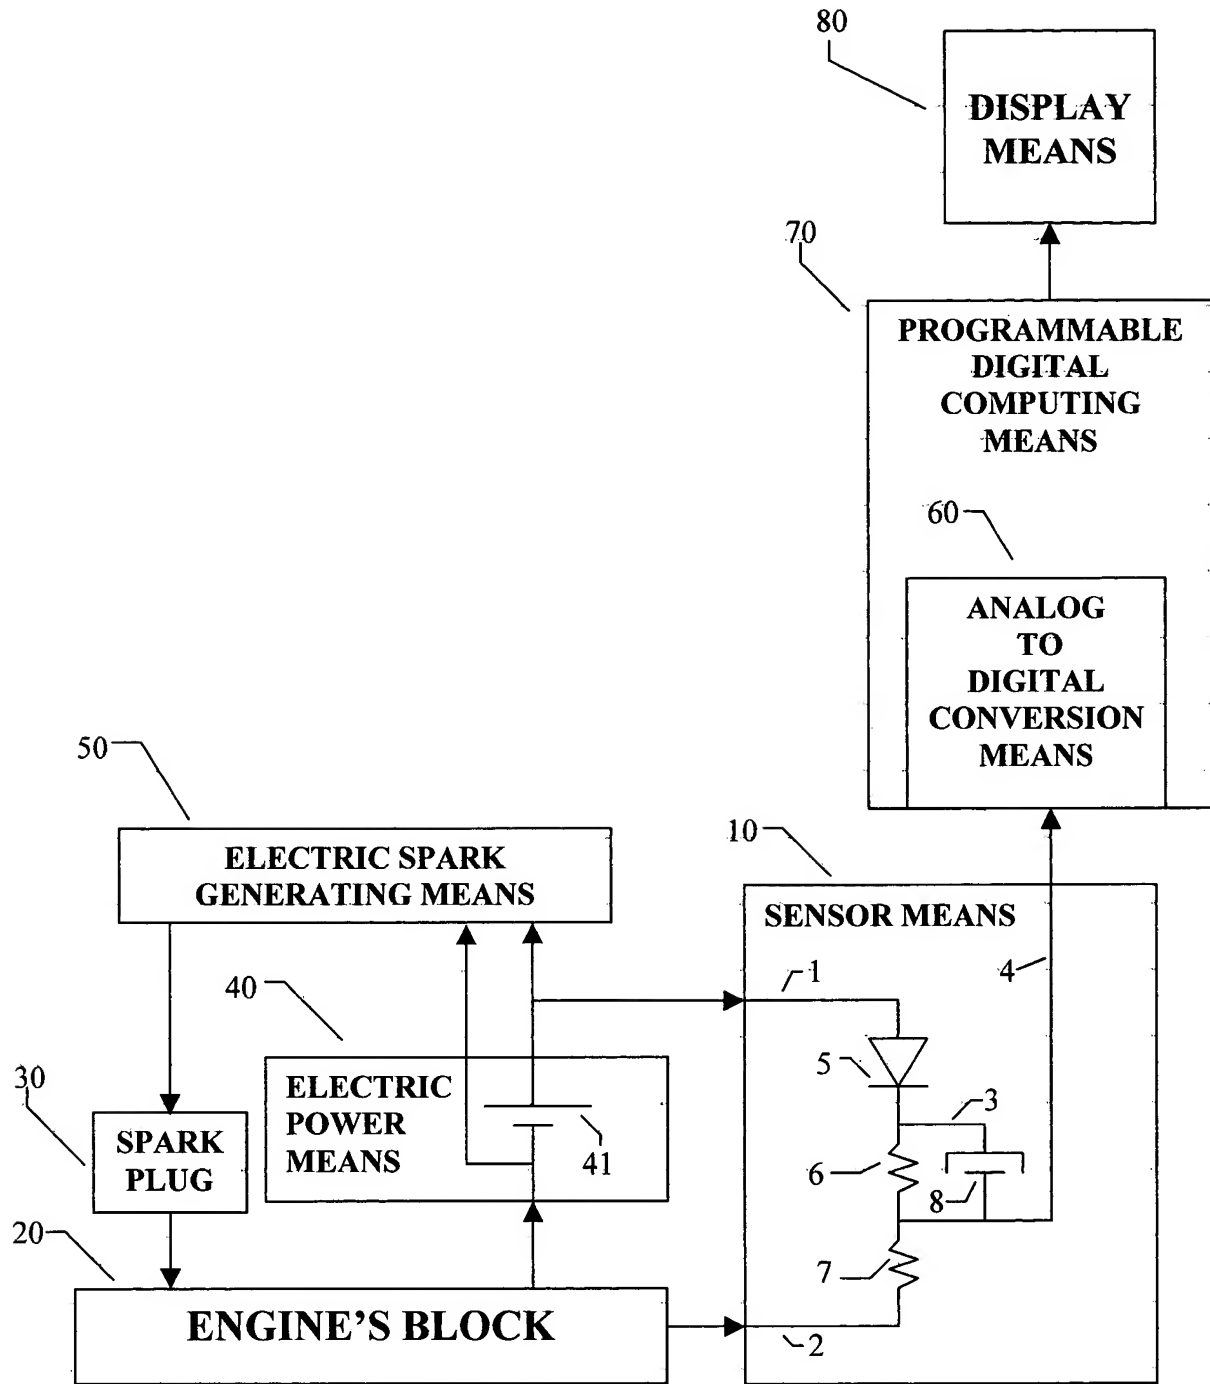 80
DISPLAY
MEANS
70
PROGRAMMABLE
DIGITAL
COMPUTING
MEANS
60
ANALOG
TO
DIGITAL
CONVERSION
MEANS
50
ELECTRIC SPARK
GENERATING MEANS
10
SENSOR MEANS
1
4
40
ELECTRIC
POWER
MEANS
41
5
3
6
8
7
2
30
SPARK
PLUG
20
ENGINE'S BLOCK